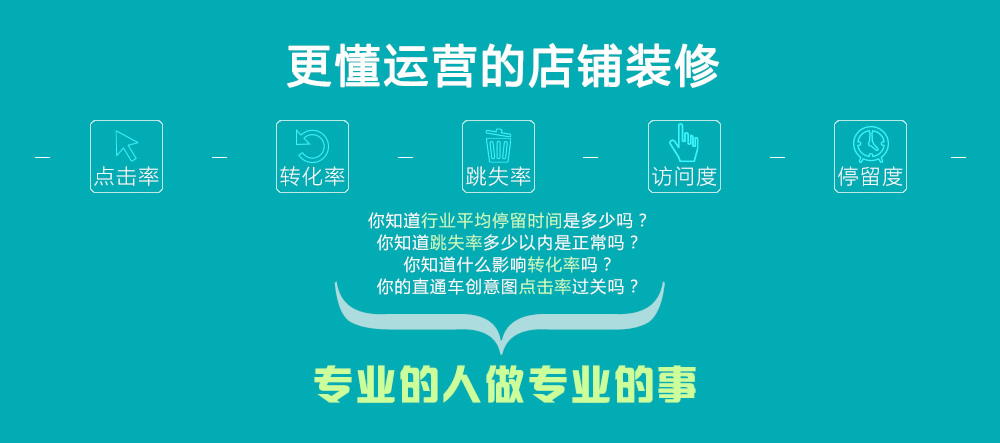 更懂运营的店铺装修
点击率
转化率
跳失率
访问度
停留度
你知道行业平均停留时间是多少吗？
你知道跳失率多少以内是正常吗？
你知道什么影响转化率吗？
你的直通车创意图点击率过关吗？
专业的人做专业的事